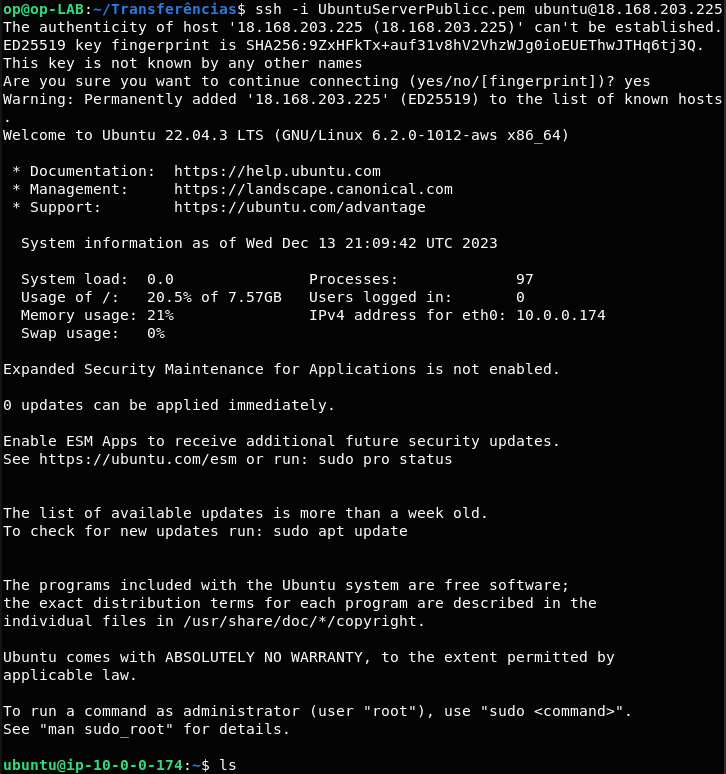 op@op-LAB:~/Transferências$ ssh -i UbuntuServerPublicc.pem ubuntu@18.168.203.225
The authenticity of host '18.168.203.225 (18.168.203.225)' can't be established.
ED25519 key fingerprint is SHA256:9ZxHFkTx+auf31v8hV2VhzWJg0ioEUEThwJTHq6tj3Q.
This key is not known by any other names
Are you sure you want to continue connecting (yes/no/[fingerprint])? yes
Warning: Permanently added '18.168.203.225' (ED25519) to the list of known hosts
.
Welcome to Ubuntu 22.04.3 LTS (GNU/Linux 6.2.0-1012-aws x86_64)

 * Documentation:  https://help.ubuntu.com
 * Management:     https://landscape.canonical.com
 * Support:        https://ubuntu.com/advantage

  System information as of Wed Dec 13 21:09:42 UTC 2023

  System load:  0.0               Processes:             97
  Usage of /:   20.5% of 7.57GB   Users logged in:       0
  Memory usage: 21%               IPv4 address for eth0: 10.0.0.174
  Swap usage:   0%

Expanded Security Maintenance for Applications is not enabled.

0 updates can be applied immediately.

Enable ESM Apps to receive additional future security updates.
See https://ubuntu.com/esm or run: sudo pro status

The list of available updates is more than a week old.
To check for new updates run: sudo apt update

The programs included with the Ubuntu system are free software;
the exact distribution terms for each program are described in the
individual files in /usr/share/doc/*/copyright.

Ubuntu comes with ABSOLUTELY NO WARRANTY, to the extent permitted by
applicable law.

To run a command as administrator (user "root"), use "sudo <command>".
See "man sudo_root" for details.

ubuntu@ip-10-0-0-174:~$ ls